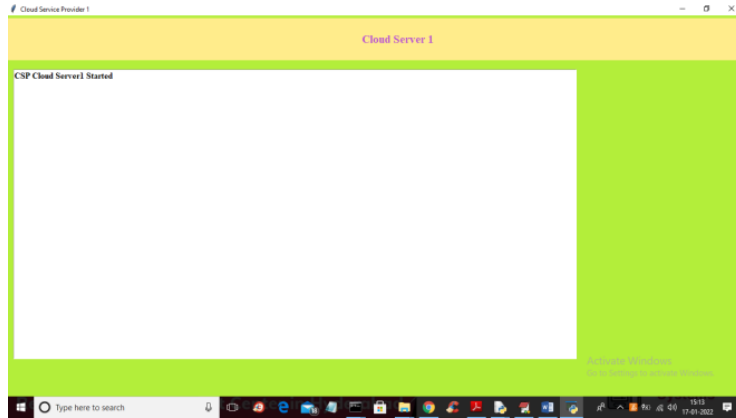 Cloud Service Provider 1
Cloud Server 1
CSP Cloud Server1 Started
Activate Windows
Go to Settings to activate Windows.
Type here to search
15:13
17-01-2022